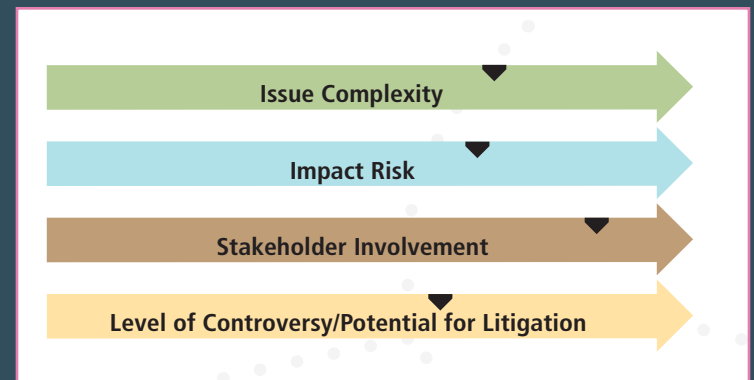 Issue Complexity
Impact Risk
Stakeholder Involvement
Level of Controversy/Potential for Litigation